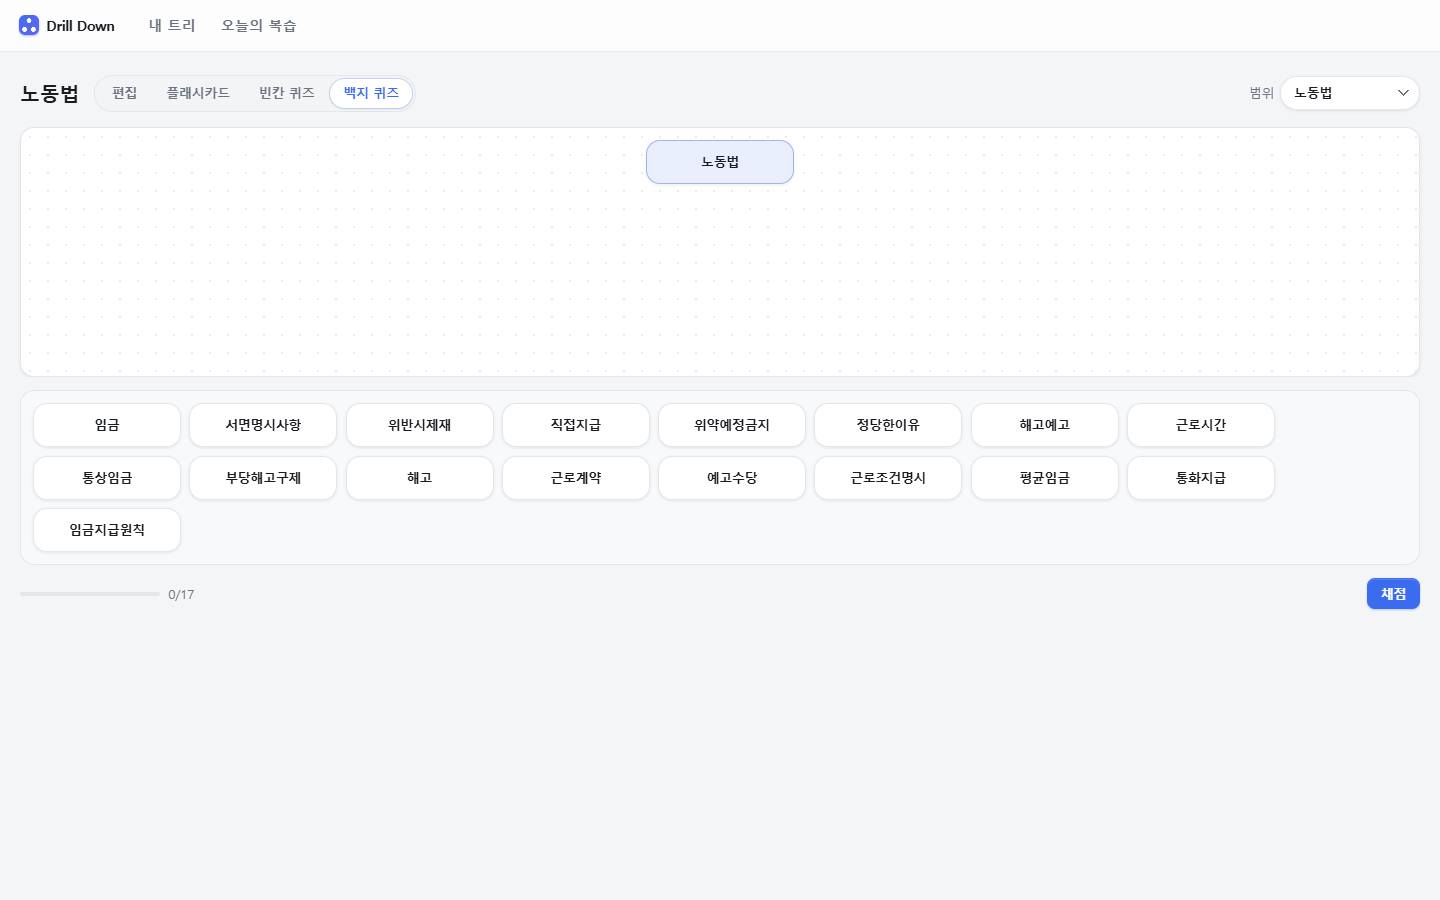 Drill Down 내 트리 오늘의 복습
노동법 편집 플래시카드 빈칸 퀴즈 백지 퀴즈 범위 노동법
노동법
임금 서면명시사항 위반시제재 직접지급 위약예정금지 정당한이유 해고예고 근로시간
통상임금 부당해고구제 해고 근로계약 예고수당 근로조건명시 평균임금 통화지급
임금지급원칙
0/17 채점